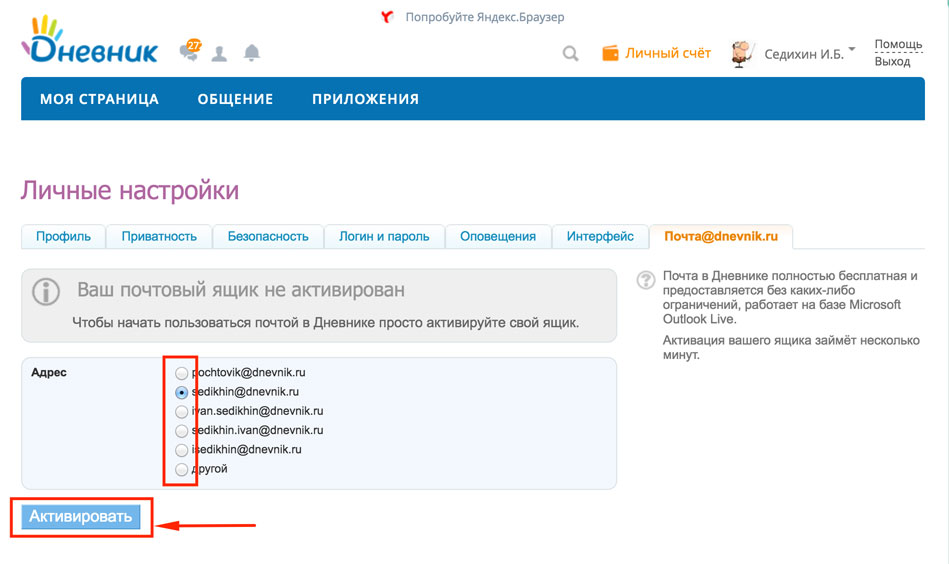 Попробуйте Яндекс.Браузер
Дневник
27
Личный счёт
Седихин И.Б.
Помощь
Выход
МОЯ СТРАНИЦА
ОБЩЕНИЕ
ПРИЛОЖЕНИЯ
Личные настройки
Профиль
Приватность
Безопасность
Логин и пароль
Оповещения
Интерфейс
Почта@dnevnik.ru
Ваш почтовый ящик не активирован
Чтобы начать пользоваться почтой в Дневнике просто активируйте свой ящик.
Почта в Дневнике полностью бесплатная и
предоставляется без каких-либо
ограничений, работает на базе Microsoft
Outlook Live.
Активация вашего ящика займёт несколько
минут.
Адрес
pochtovik@dnevnik.ru
sedikhin@dnevnik.ru
ivan.sedikhin@dnevnik.ru
sedikhin.ivan@dnevnik.ru
isedikhin@dnevnik.ru
другой
Активировать